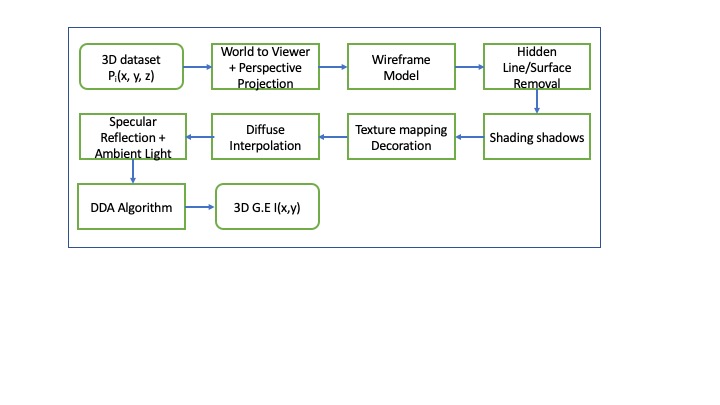 3D dataset
Pᵢ(x, y, z)
World to Viewer
+ Perspective
Projection
Wireframe
Model
Hidden
Line/Surface
Removal
Shading shadows
Texture mapping
Decoration
Diffuse
Interpolation
Specular
Reflection +
Ambient Light
DDA Algorithm
3D G.E I(x,y)